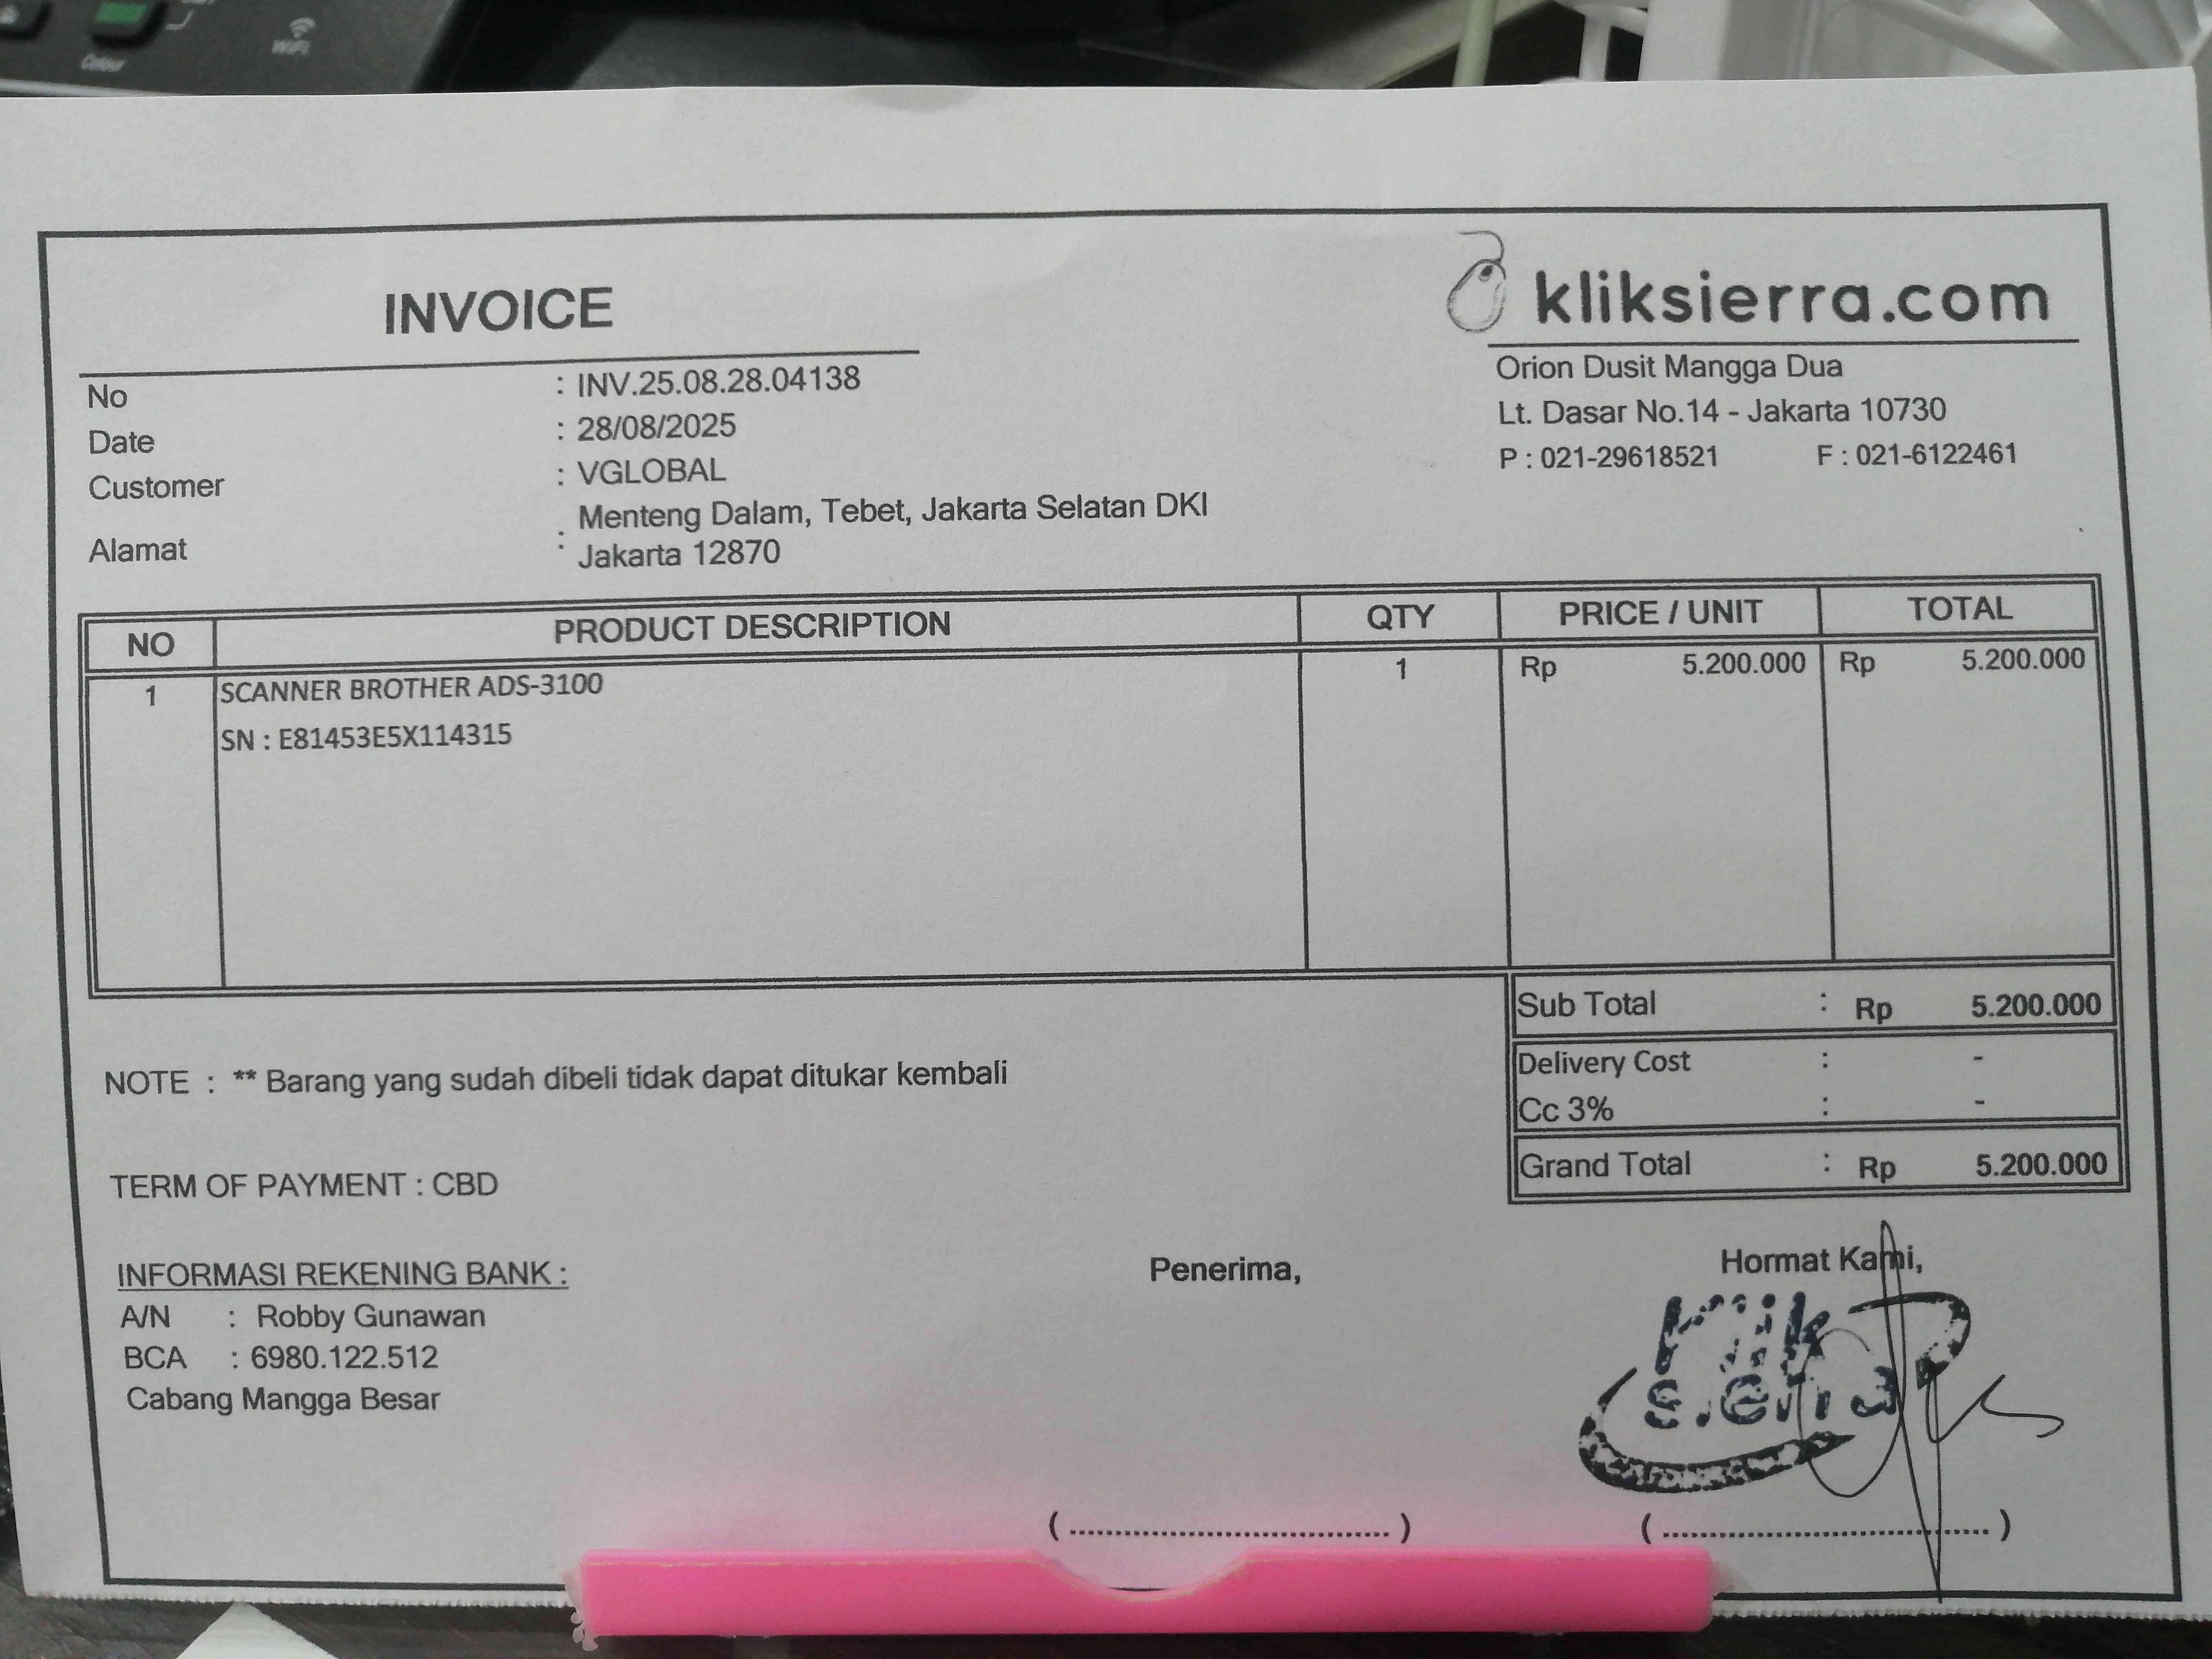 Colour
WiFi
INVOICE
kliksierra.com
Orion Dusit Mangga Dua
Lt. Dasar No.14 - Jakarta 10730
P : 021-29618521 F : 021-6122461
No : INV.25.08.28.04138
Date : 28/08/2025
Customer : VGLOBAL
Alamat : Menteng Dalam, Tebet, Jakarta Selatan DKI
Jakarta 12870
NO PRODUCT DESCRIPTION QTY PRICE / UNIT TOTAL
1 SCANNER BROTHER ADS-3100 1 Rp 5.200.000 Rp 5.200.000
SN : E81453E5X114315
Sub Total : Rp 5.200.000
Delivery Cost : -
Cc 3% : -
Grand Total : Rp 5.200.000
NOTE : ** Barang yang sudah dibeli tidak dapat ditukar kembali
TERM OF PAYMENT : CBD
INFORMASI REKENING BANK :
A/N : Robby Gunawan
BCA : 6980.122.512
Cabang Mangga Besar
Penerima,
(................................................)
Hormat Kami,
Klik
sierra
(................................................)